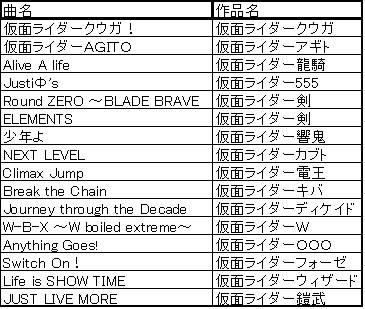 曲名 作品名
仮面ライダークウガ！ 仮面ライダークウガ
仮面ライダーAGITO 仮面ライダーアギト
Alive A life 仮面ライダー龍騎
JustiΦ's 仮面ライダー555
Round ZERO ～BLADE BRAVE 仮面ライダー剣
ELEMENTS 仮面ライダー剣
少年よ 仮面ライダー響鬼
NEXT LEVEL 仮面ライダーカブト
Climax Jump 仮面ライダー電王
Break the Chain 仮面ライダーキバ
Journey through the Decade 仮面ライダーディケイド
W-B-X ～W boiled extreme～ 仮面ライダーW
Anything Goes! 仮面ライダーOOO
Switch On！ 仮面ライダーフォーゼ
Life is SHOW TIME 仮面ライダーウィザード
JUST LIVE MORE 仮面ライダー鎧武